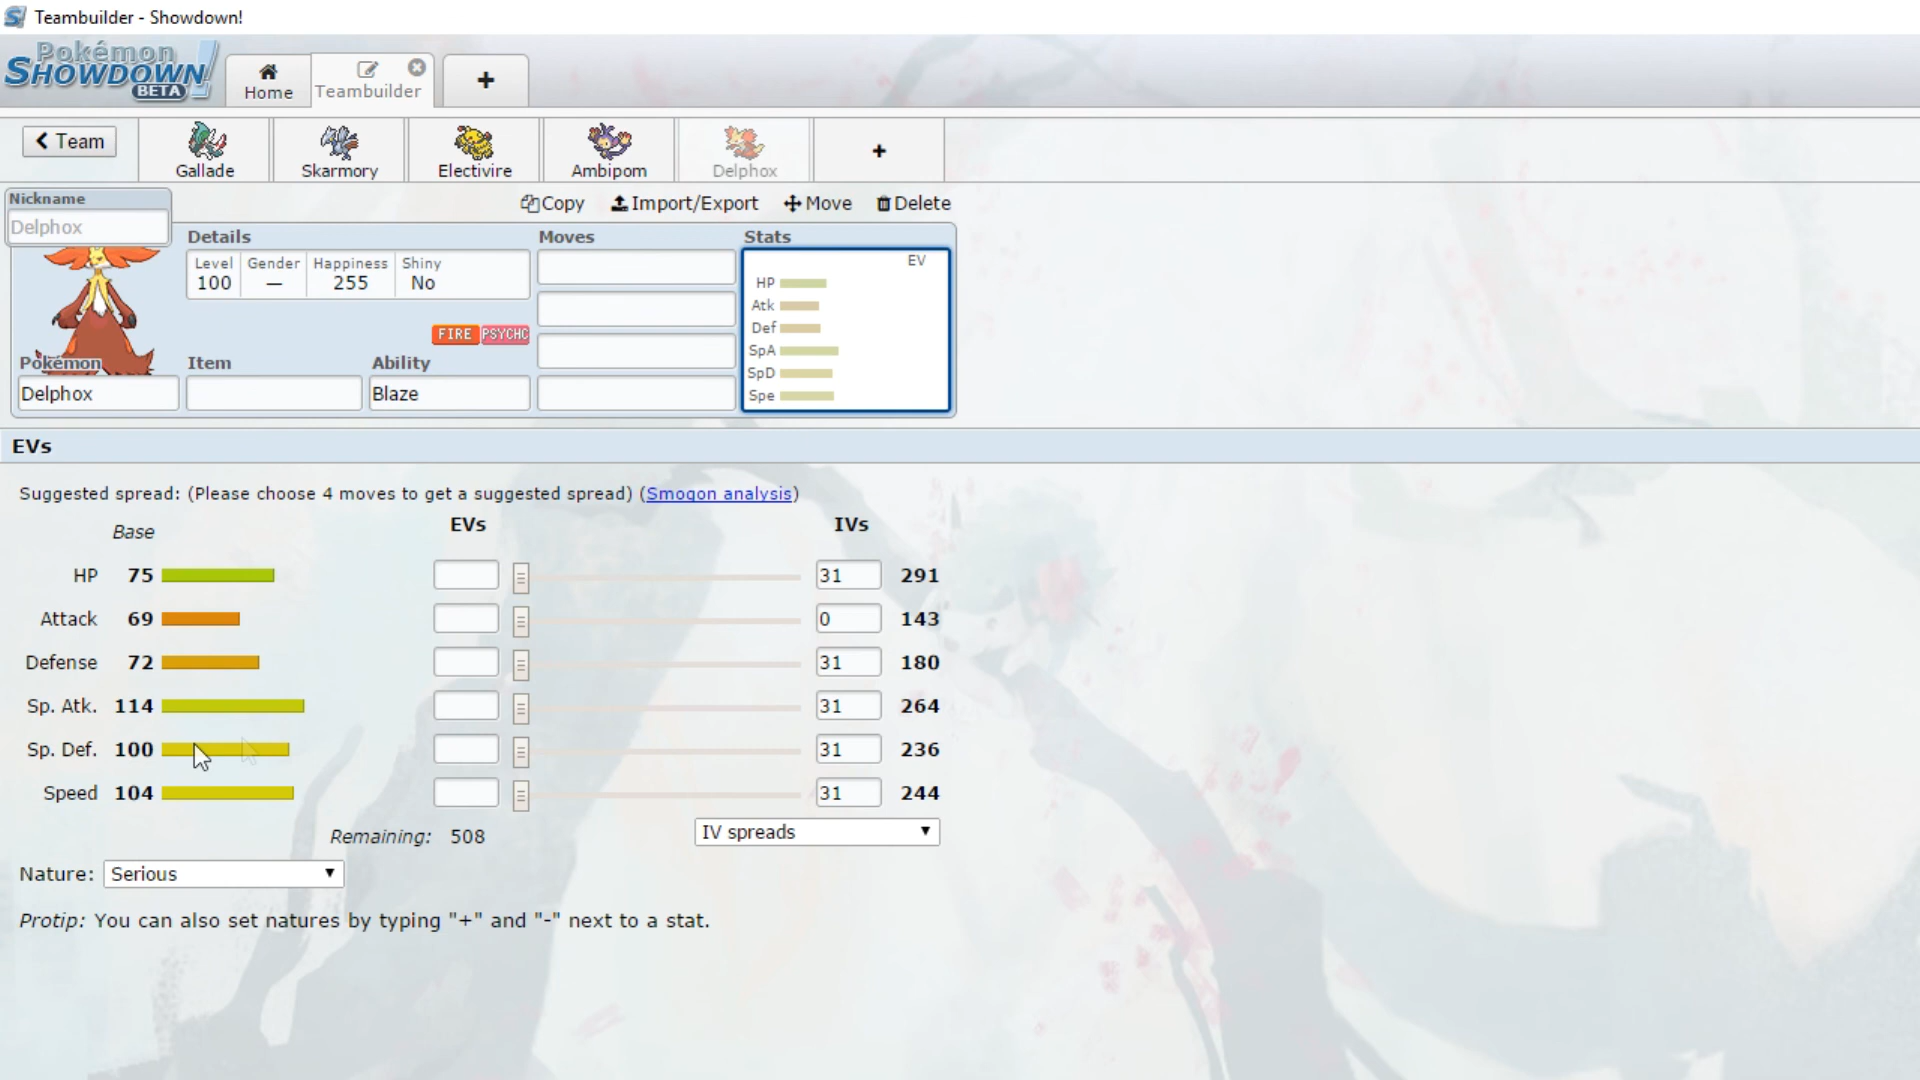 Teambuilder - Showdown!
Pokémon
SHOWDOWN!
BETA
Home
Teambuilder
+
Team
Gallade
Skarmory
Electivire
Ambipom
Delphox
+
Nickname
Delphox
Copy
Import/Export
Move
Delete
Details
Moves
Stats
Level
Gender
Happiness
Shiny
100
—
255
No
EV
HP
Atk
Def
SpA
SpD
Spe
FIRE
PSYCHC
Pokémon
Item
Ability
Delphox
Blaze
EVs
Suggested spread: (Please choose 4 moves to get a suggested spread) (Smogon analysis)
Base
EVs
IVs
HP 75 31 291
Attack 69 0 143
Defense 72 31 180
Sp. Atk. 114 31 264
Sp. Def. 100 31 236
Speed 104 31 244
Remaining: 508
IV spreads
Nature: Serious
Protip: You can also set natures by typing "+" and "-" next to a stat.